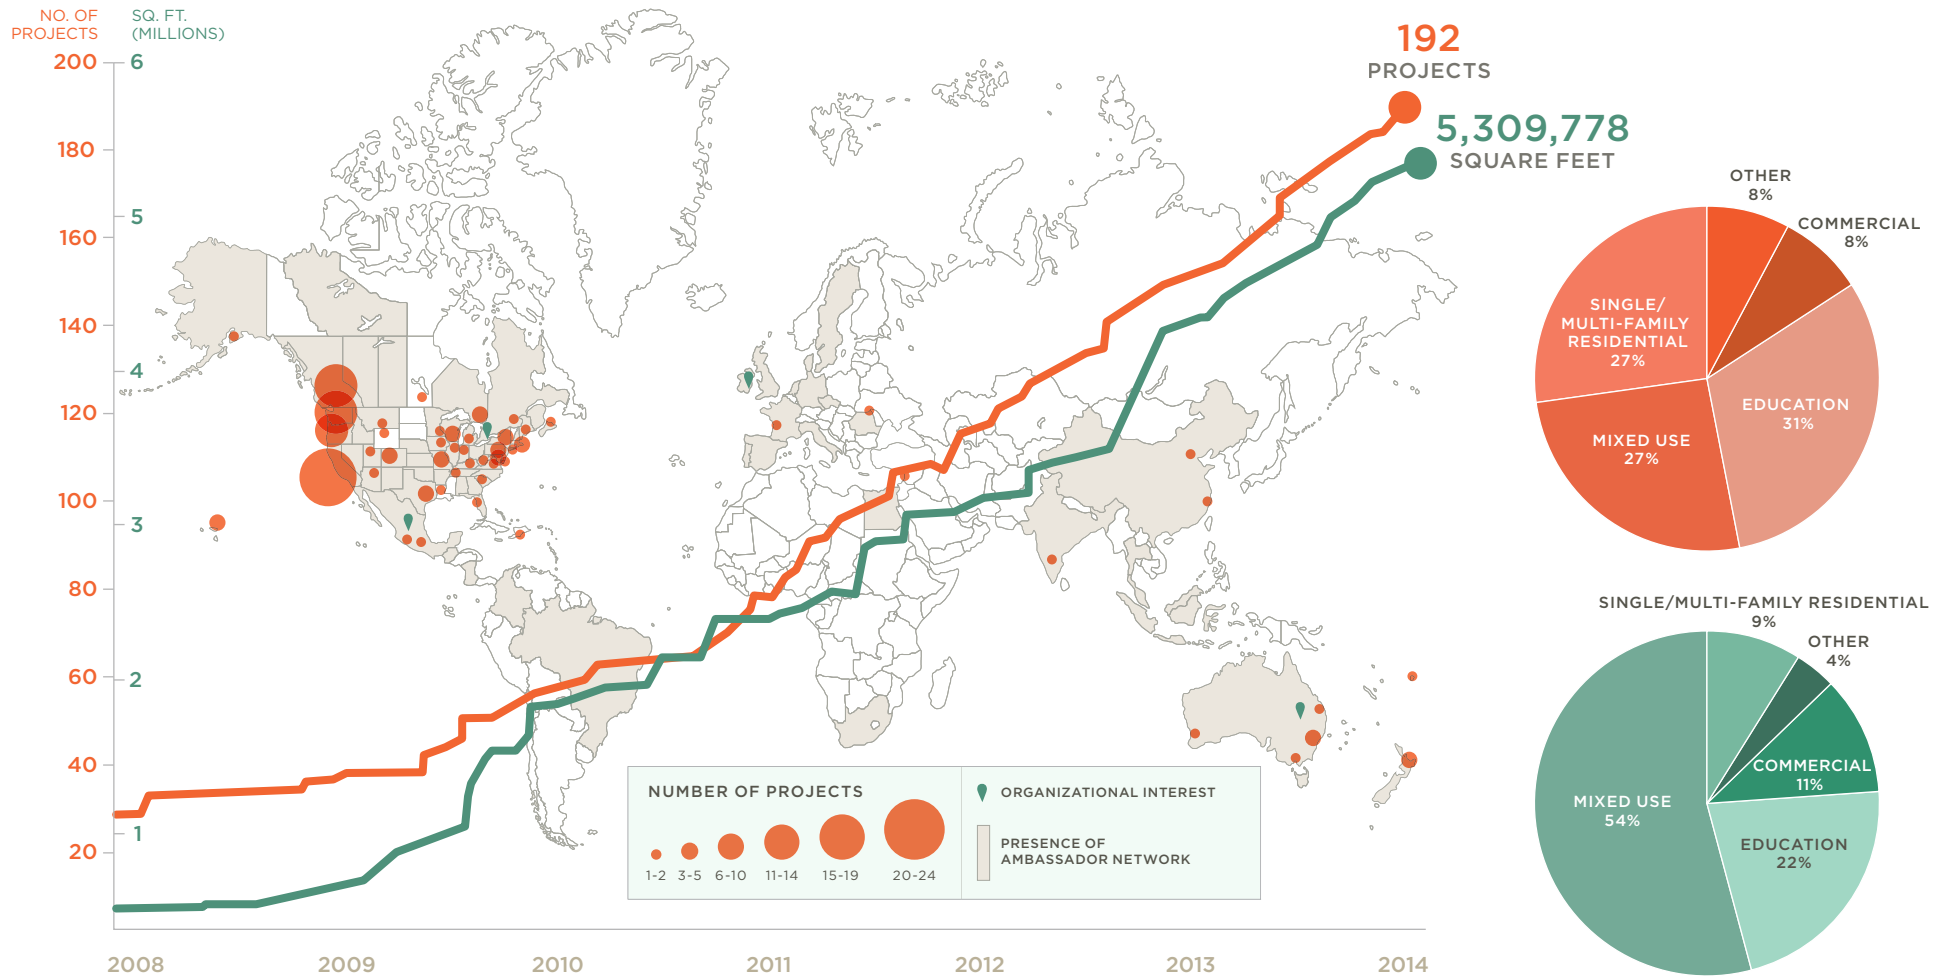 NO. OF
PROJECTS
SQ. FT.
(MILLIONS)
200
180
160
140
120
100
80
60
40
20
6
5
4
3
2
1
192
PROJECTS
5,309,778
SQUARE FEET
2008
2009
2010
2011
2012
2013
2014
NUMBER OF PROJECTS
1-2
3-5
6-10
11-14
15-19
20-24
ORGANIZATIONAL INTEREST
PRESENCE OF
AMBASSADOR NETWORK
OTHER
8%
COMMERCIAL
8%
EDUCATION
31%
MIXED USE
27%
SINGLE/
MULTI-FAMILY
RESIDENTIAL
27%
SINGLE/MULTI-FAMILY RESIDENTIAL
9%
OTHER
4%
COMMERCIAL
11%
EDUCATION
22%
MIXED USE
54%